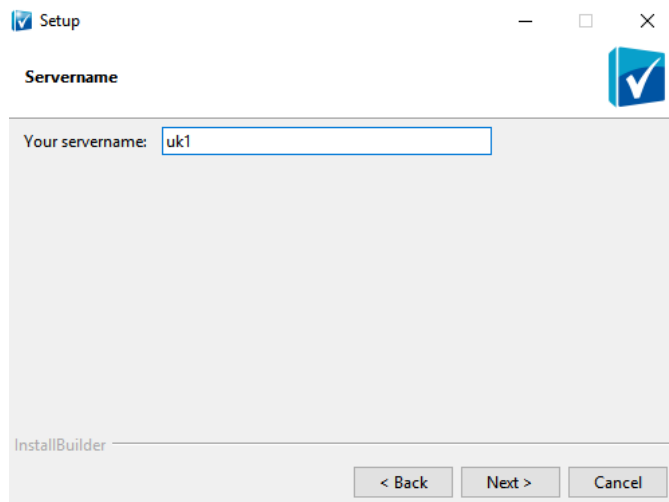 Setup
Servername
Your servername: uk1
InstallBuilder
< Back Next > Cancel